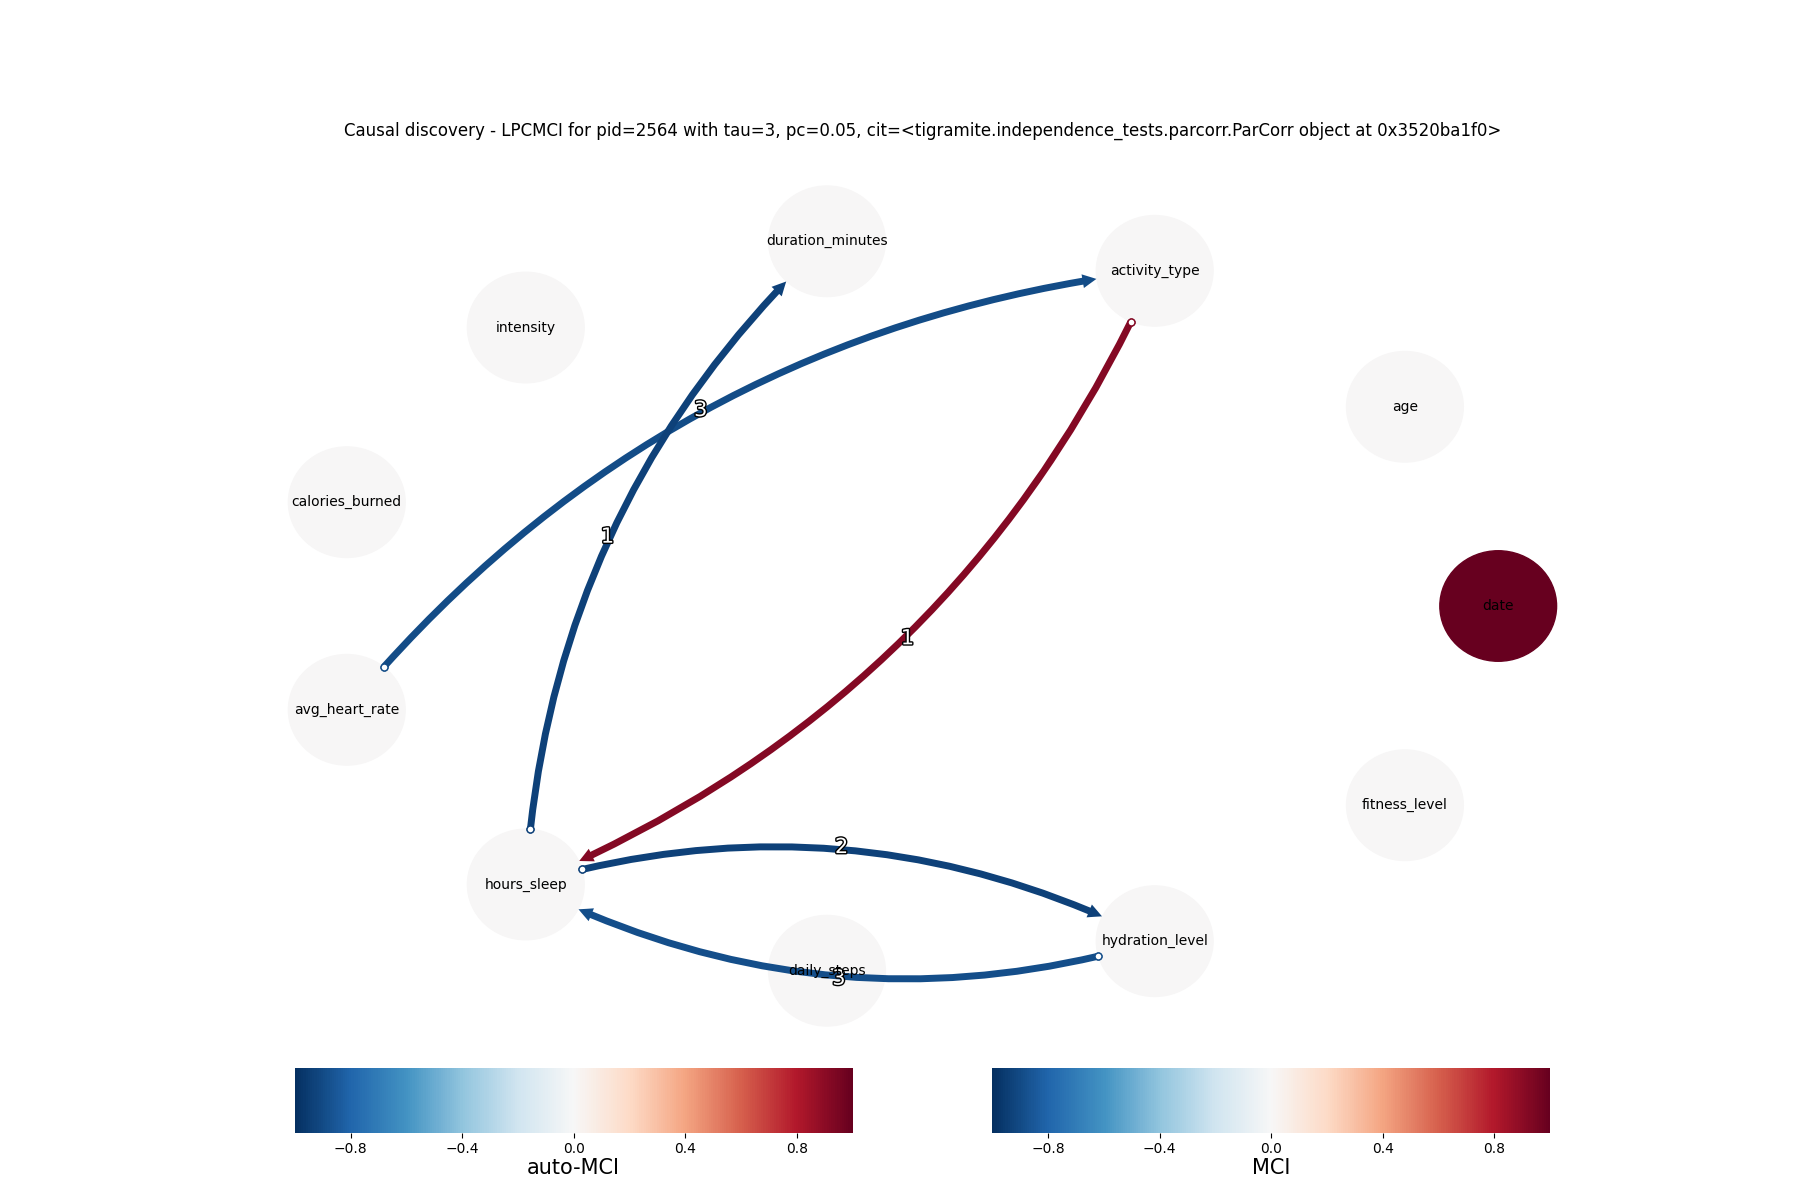 Causal discovery - LPCMCI for pid=2564 with tau=3, pc=0.05, cit=<tigramite.independence_tests.parcorr.ParCorr object at 0x3520ba1f0>
duration_minutes
activity_type
intensity
age
3
calories_burned
1
date
1
avg_heart_rate
fitness_level
2
hours_sleep
hydration_level
daily_steps
3
−0.8 −0.4 0.0 0.4 0.8
auto-MCI
−0.8 −0.4 0.0 0.4 0.8
MCI